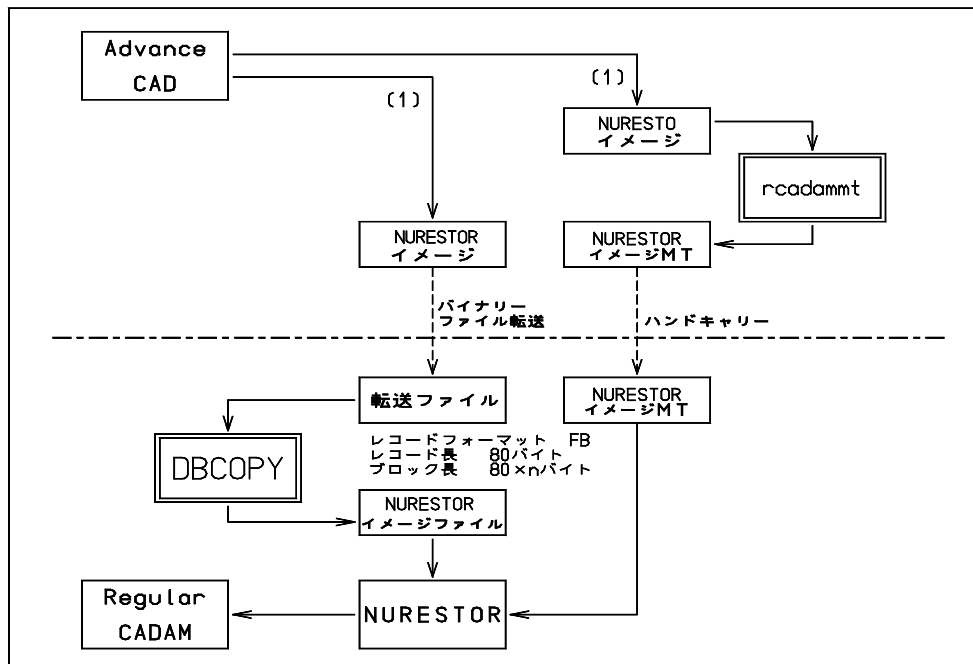 Advance
CAD
(1)
(1)
NURESTO
イメージ
rcadammt
NURESTOR
イメージ
NURESTOR
イメージMT
バイナリー
ファイル転送
ハンドキャリー
転送ファイル
NURESTOR
イメージMT
レコードフォーマット FB
レコード長 80バイト
ブロック長 80×nバイト
DBCOPY
NURESTOR
イメージファイル
Regular
CADAM
NURESTOR